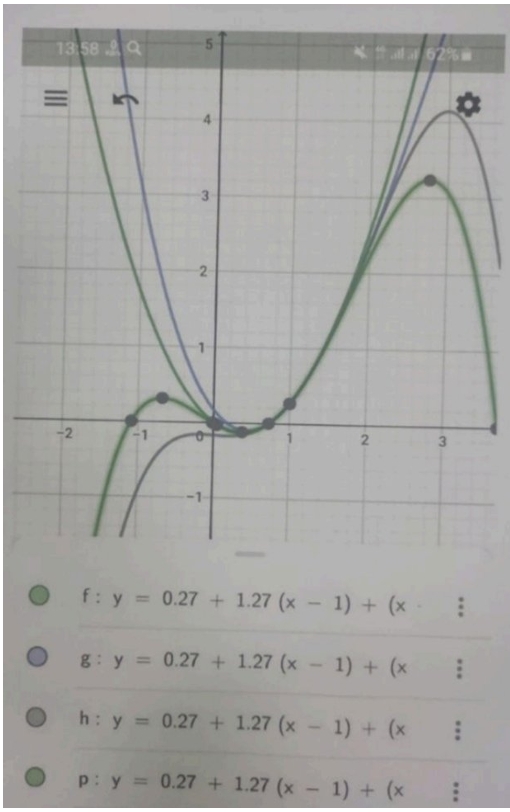 13:58 62%
5
4
3
2
1
-2 -1 0 1 2 3
-1
f: y = 0.27 + 1.27 (x - 1) + (x
g: y = 0.27 + 1.27 (x - 1) + (x
h: y = 0.27 + 1.27 (x - 1) + (x
p: y = 0.27 + 1.27 (x - 1) + (x